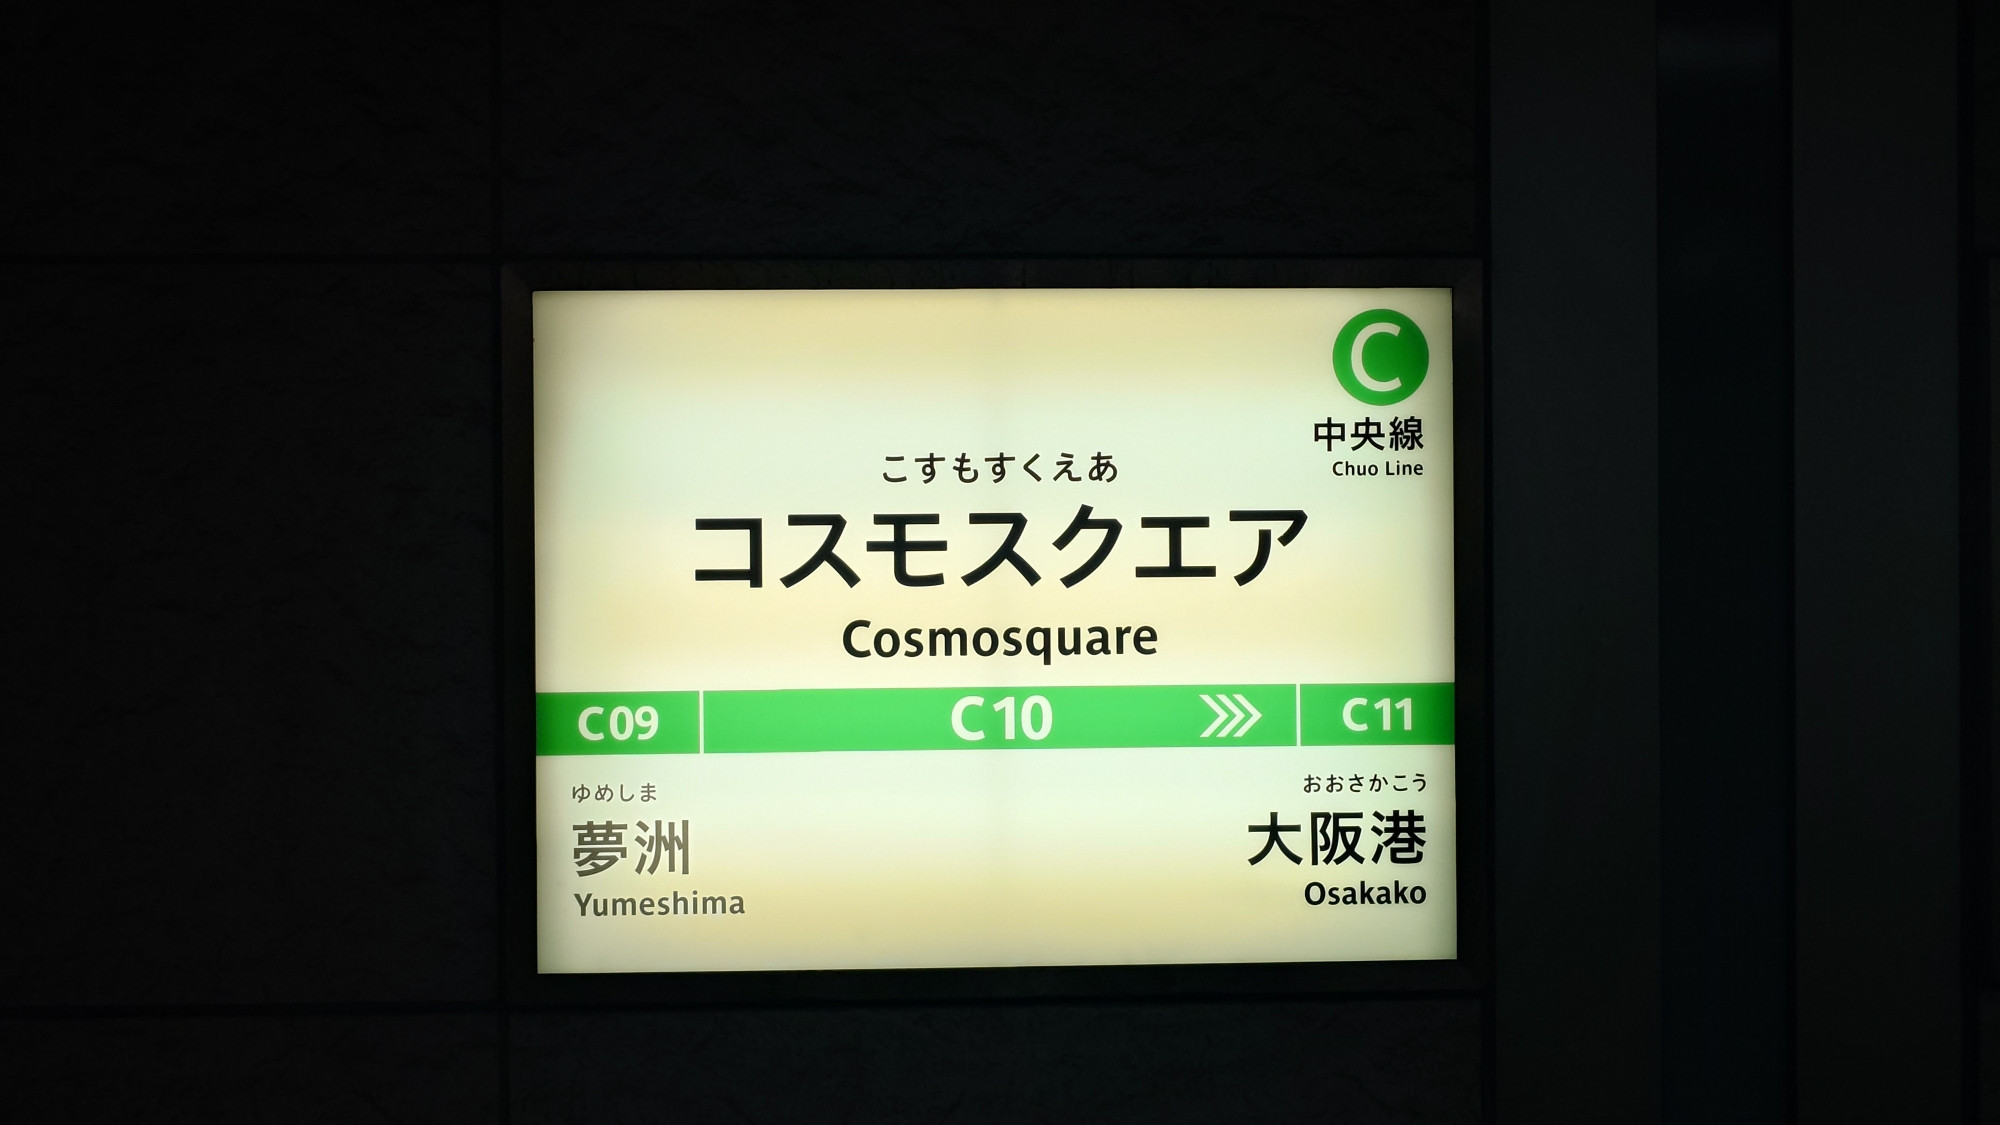 C
中央線
Chuo Line
こすもすくえあ
コスモスクエア
Cosmosquare
C09 C10 C11
ゆめしま
夢洲
Yumeshima
おおさかこう
大阪港
Osakako